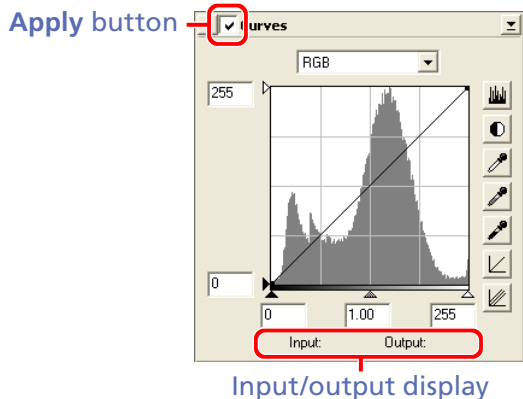 Apply button
Curves
RGB
255
0
0 1.00 255
Input: Output:
Input/output display